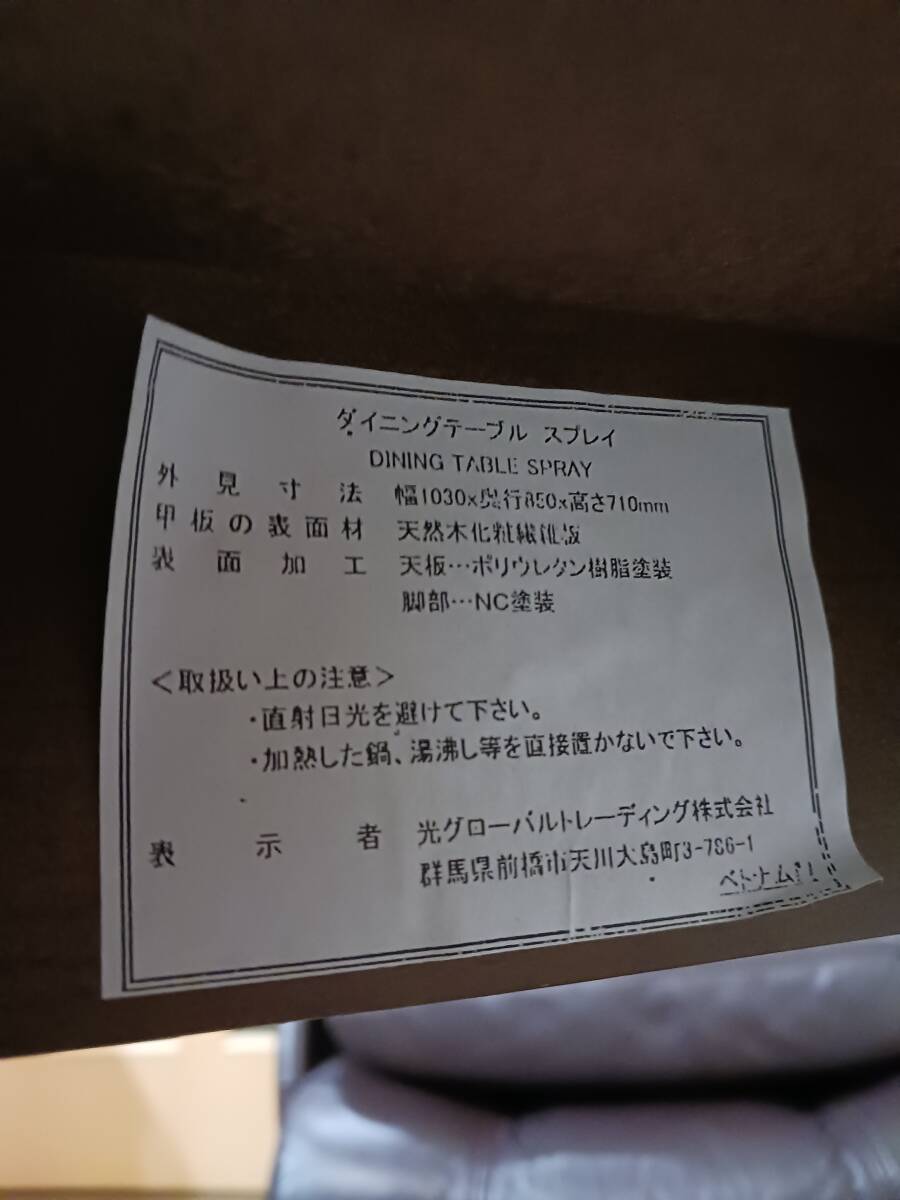 ダイニングテーブル スプレイ
DINING TABLE SPRAY
外見寸法 幅1030x奥行850x高さ710mm
甲板の表面材 天然木化粧繊維板
表面加工 天板…ポリウレタン樹脂塗装
脚部…NC塗装
<取扱い上の注意>
・直射日光を避けて下さい。
・加熱した鍋、湯沸し等を直接置かないで下さい。
表示者 光グローバルトレーディング株式会社
群馬県前橋市天川大島町3-786-1
ベトナム